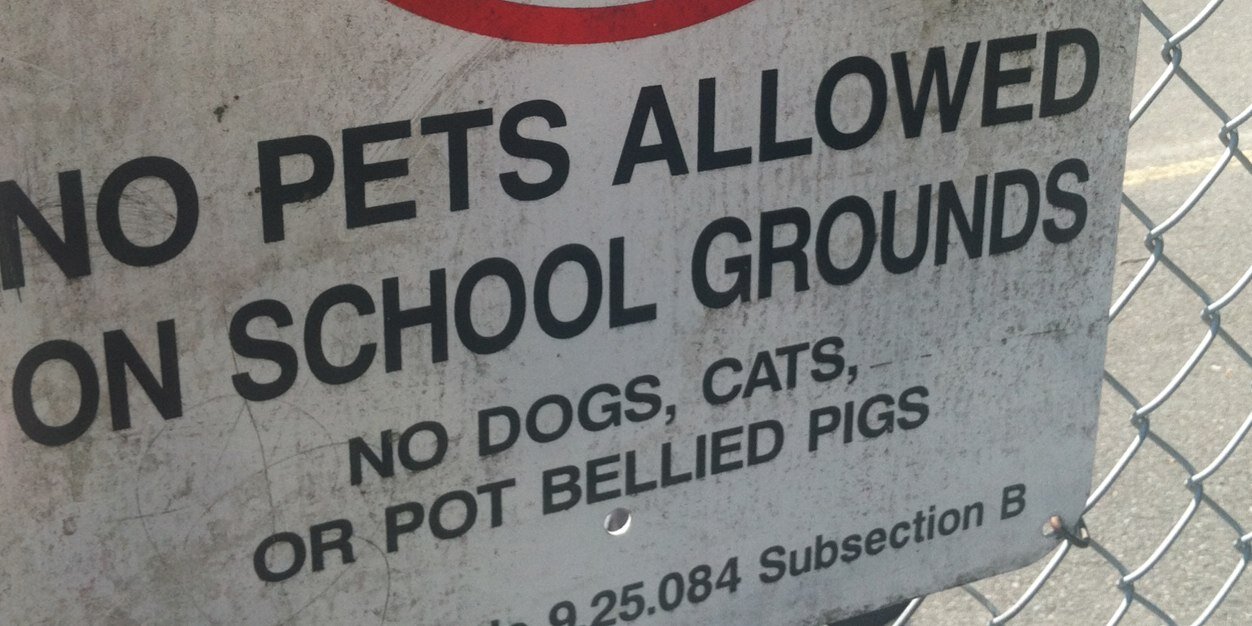 NO PETS ALLOWED
ON SCHOOL GROUNDS
NO DOGS, CATS,
OR POT BELLIED PIGS
9.25.084 Subsection B